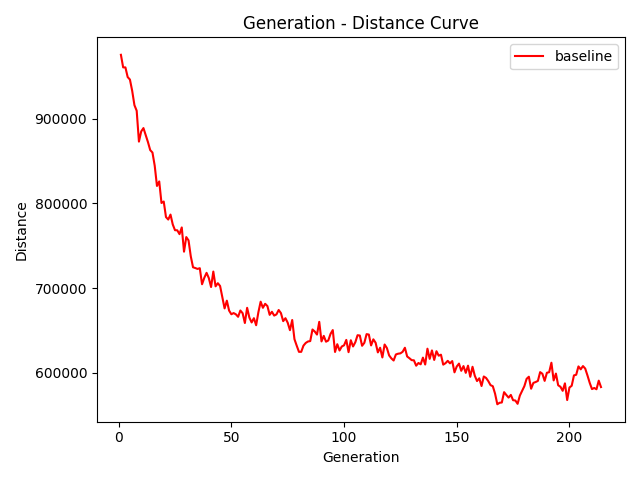 Generation - Distance Curve
baseline
900000
800000
700000
600000
Distance
0
50
100
150
200
Generation